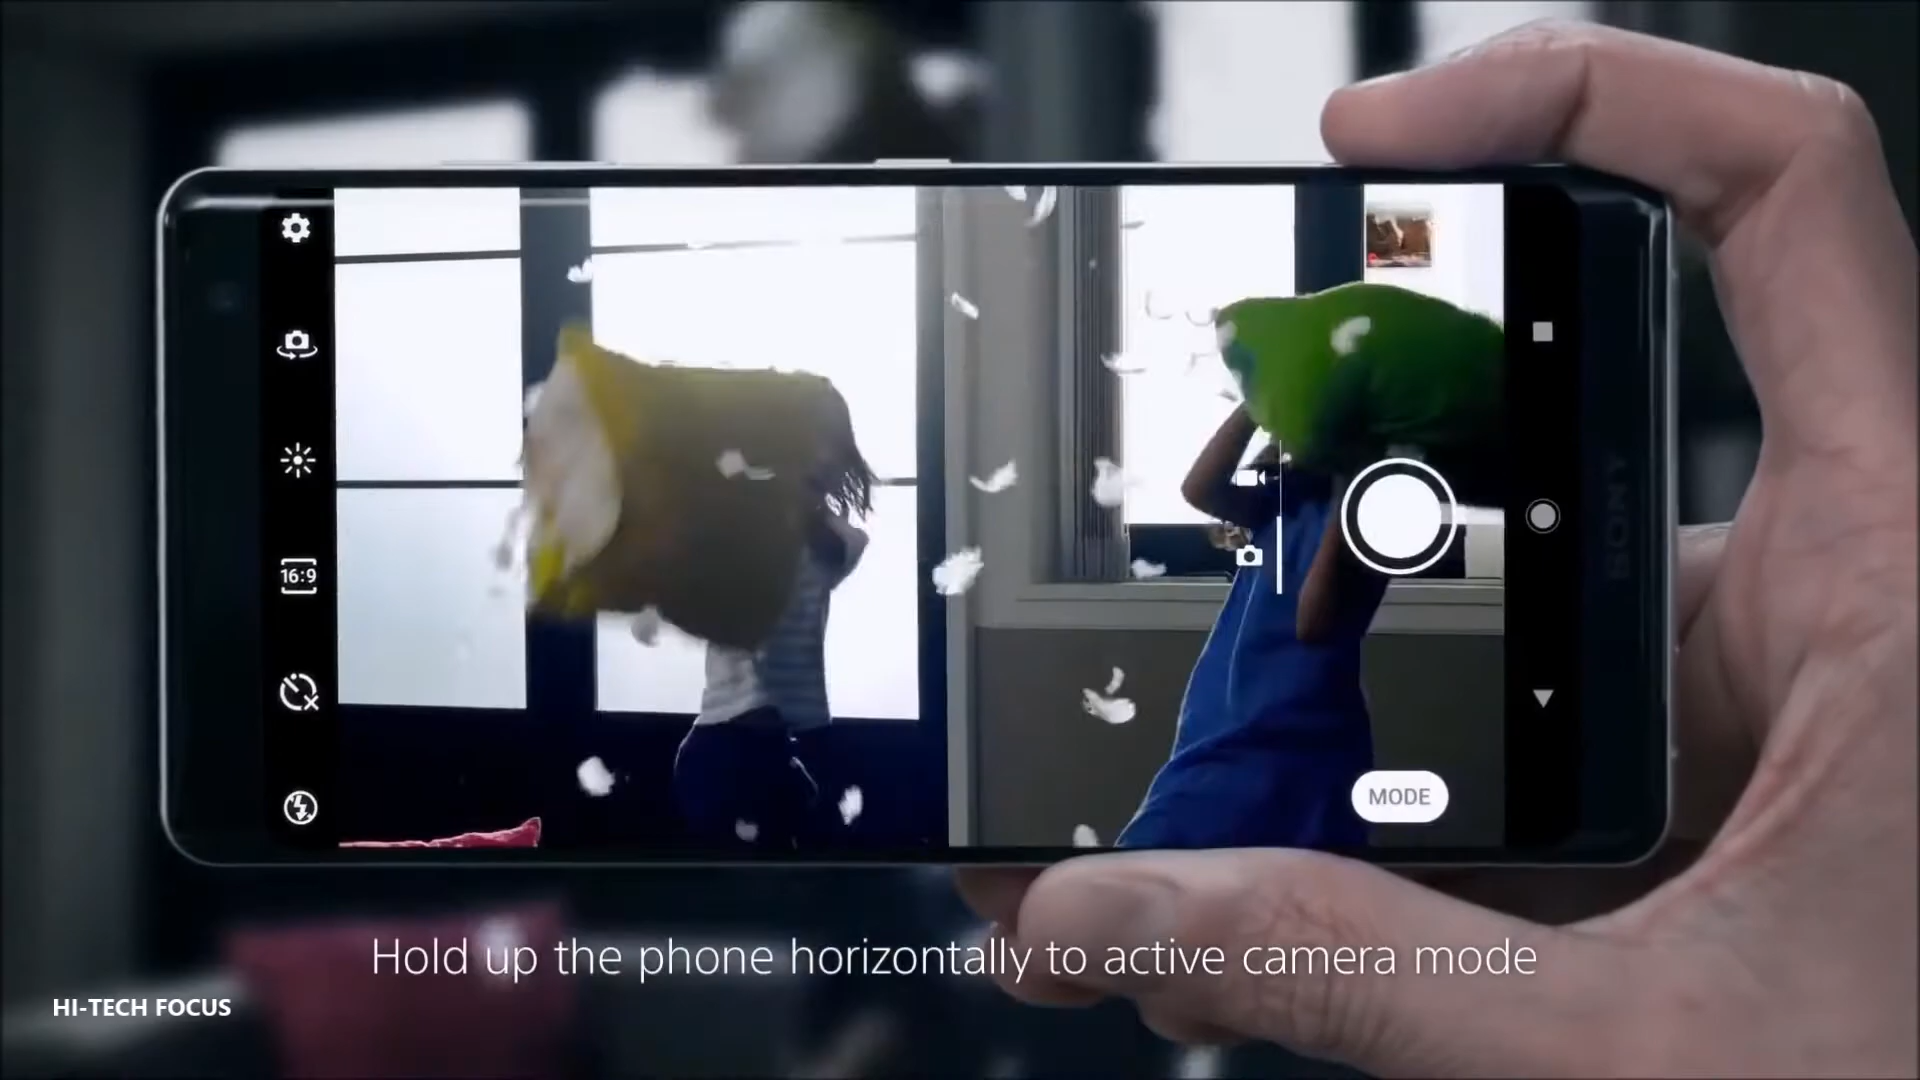 16:9
SONY
MODE
Hold up the phone horizontally to active camera mode
HI-TECH FOCUS